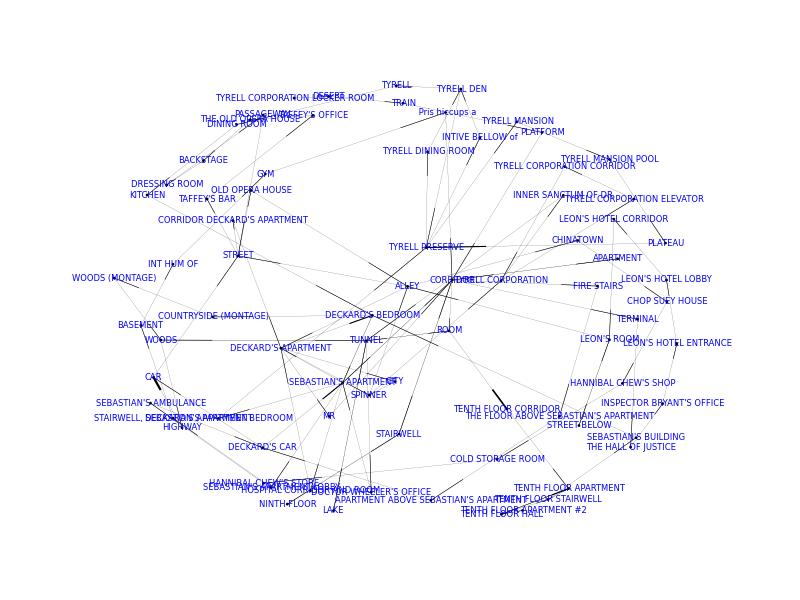 TYRELL
TYRELL DEN
TYRELL CORPORATION LOCKER ROOM
DESERT
TRAIN
Pris hiccups a
PASSAGEWAY
TAFFEY'S OFFICE
THE OLD OPERA HOUSE
DINING ROOM
TYRELL MANSION
PLATFORM
INTIVE BELLOW of
TYRELL DINING ROOM
BACKSTAGE
TYRELL MANSION POOL
TYRELL CORPORATION CORRIDOR
GYM
DRESSING ROOM
OLD OPERA HOUSE
KITCHEN
TAFFEY'S BAR
INNER SANCTUM OF DR.
TYRELL CORPORATION ELEVATOR
CORRIDOR DECKARD'S APARTMENT
LEON'S HOTEL CORRIDOR
CHINATOWN
PLATEAU
TYRELL PRESERVE
STREET
APARTMENT
INT HUM OF
WOODS (MONTAGE)
CORRIDOR
TYRELL CORPORATION
LEON'S HOTEL LOBBY
ALLEY
FIRE STAIRS
CHOP SUEY HOUSE
COUNTRYSIDE (MONTAGE)
DECKARD'S BEDROOM
TERMINAL
BASEMENT
ROOM
WOODS
TUNNEL
LEON'S ROOM
LEON'S HOTEL ENTRANCE
DECKARD'S APARTMENT
CAR
SEBASTIAN'S APARTMENT
CITY
HANNIBAL CHEW'S SHOP
SPINNER
SEBASTIAN'S AMBULANCE
INSPECTOR BRYANT'S OFFICE
TENTH FLOOR CORRIDOR
MR
THE FLOOR ABOVE SEBASTIAN'S APARTMENT
STAIRWELL, DECKARD'S APARTMENT
BEDROOM
HIGHWAY
STREET BELOW
STAIRWELL
SEBASTIAN'S BUILDING
DECKARD'S CAR
THE HALL OF JUSTICE
COLD STORAGE ROOM
HANNIBAL CHEW'S STORE
TENTH FLOOR APARTMENT
DOCTOR WHEELER'S OFFICE
APARTMENT ABOVE SEBASTIAN'S APARTMENT
TENTH FLOOR STAIRWELL
NINTH FLOOR
LAKE
TENTH FLOOR APARTMENT #2
TENTH FLOOR HALL